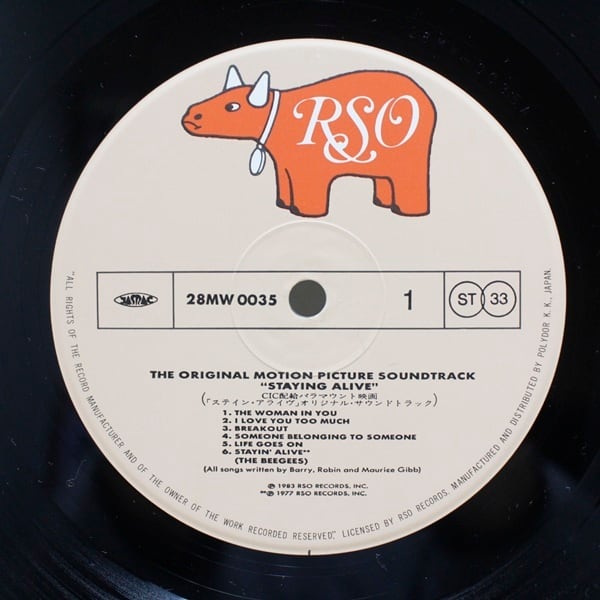 RSO
JASRAC
28MW 0035
1
ST 33
THE ORIGINAL MOTION PICTURE SOUNDTRACK
"STAYING ALIVE"
CIC配給パラマウント映画
(「ステイン・アライヴ」オリジナル・サウンドトラック)
1. THE WOMAN IN YOU
2. I LOVE YOU TOO MUCH
3. BREAKOUT
4. SOMEONE BELONGING TO SOMEONE
5. LIFE GOES ON
6. STAYIN' ALIVE**
(THE BEEGEES)
(All songs written by Barry, Robin and Maurice Gibb)
℗ 1983 RSO RECORDS, INC.
**℗ 1977 RSO RECORDS, INC.
"ALL RIGHTS OF THE RECORD MANUFACTURER AND OF THE OWNER OF THE WORK RECORDED RESERVED." LICENSED BY RSO RECORDS. MANUFACTURED AND DISTRIBUTED BY POLYDOR K. K., JAPAN.